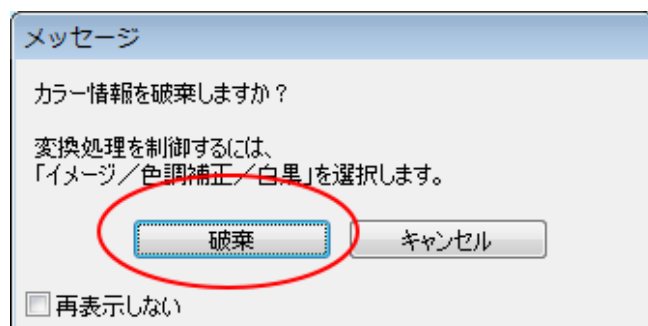 メッセージ
カラー情報を破棄しますか？
変換処理を制御するには、
「イメージ／色調補正／白黒」を選択します。
破棄
キャンセル
再表示しない